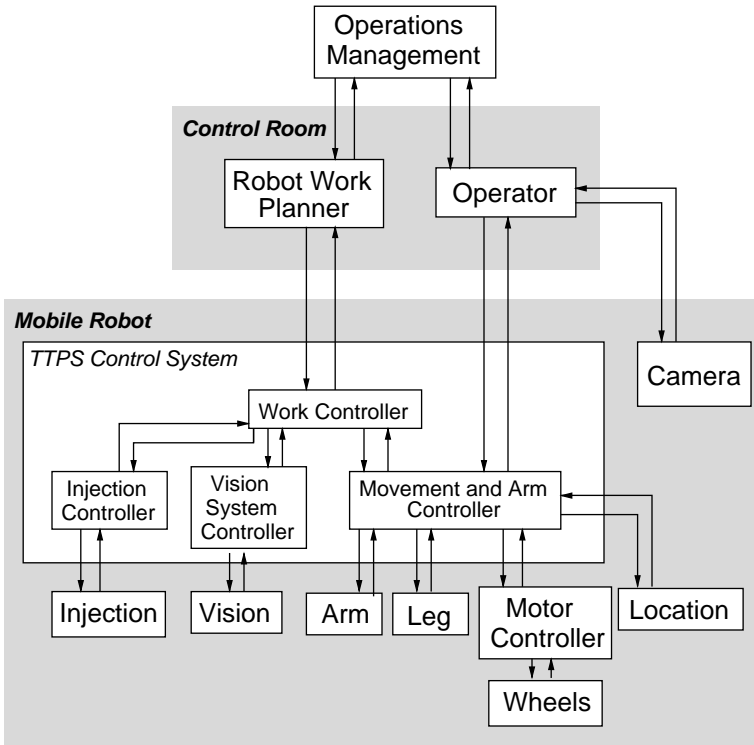 Operations
Management
Control Room
Robot Work
Planner
Operator
Mobile Robot
TTPS Control System
Camera
Work Controller
Injection
Controller
Vision
System
Controller
Movement and Arm
Controller
Injection
Vision
Arm
Leg
Motor
Controller
Location
Wheels